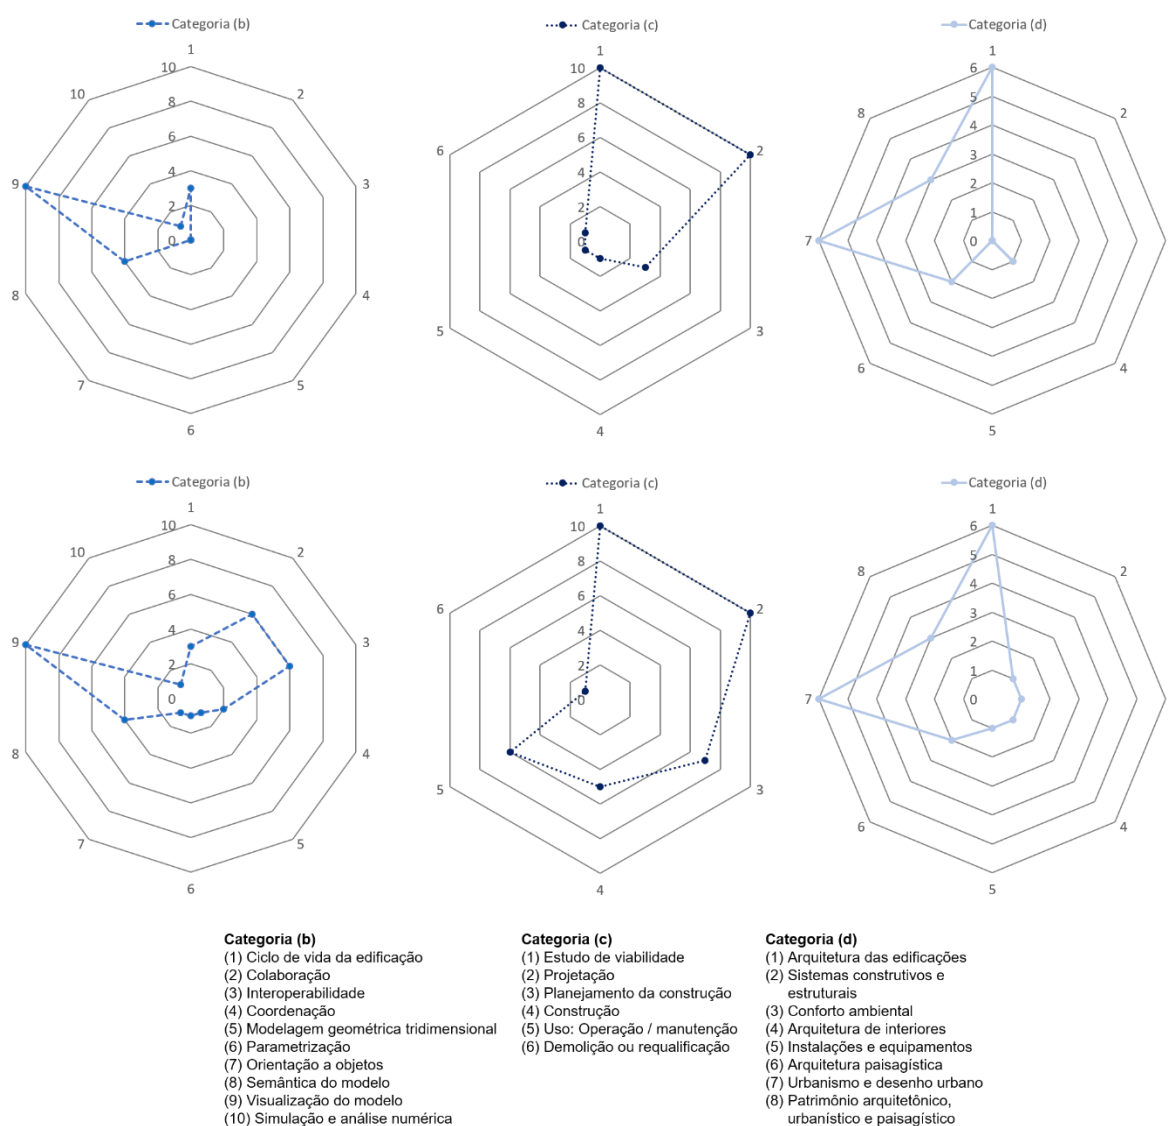 Categoria (b)
1
10
10
2
8
6
4
9
3
2
0
8
4
7
5
6
Categoria (c)
1
10
8
6
2
6
4
2
0
5
3
4
Categoria (d)
1
6
8
5
2
4
3
2
1
7
0
6
4
5
Categoria (b)
1
10
10
2
8
6
4
9
3
2
0
8
4
7
5
6
Categoria (c)
1
10
8
6
2
6
4
2
0
5
3
4
Categoria (d)
1
6
8
5
2
4
3
2
1
7
0
6
4
5
Categoria (b)
(1) Ciclo de vida da edificação
(2) Colaboração
(3) Interoperabilidade
(4) Coordenação
(5) Modelagem geométrica tridimensional
(6) Parametrização
(7) Orientação a objetos
(8) Semântica do modelo
(9) Visualização do modelo
(10) Simulação e análise numérica
Categoria (c)
(1) Estudo de viabilidade
(2) Projetação
(3) Planejamento da construção
(4) Construção
(5) Uso: Operação / manutenção
(6) Demolição ou requalificação
Categoria (d)
(1) Arquitetura das edificações
(2) Sistemas construtivos e
estruturais
(3) Conforto ambiental
(4) Arquitetura de interiores
(5) Instalações e equipamentos
(6) Arquitetura paisagística
(7) Urbanismo e desenho urbano
(8) Patrimônio arquitetônico,
urbanístico e paisagístico